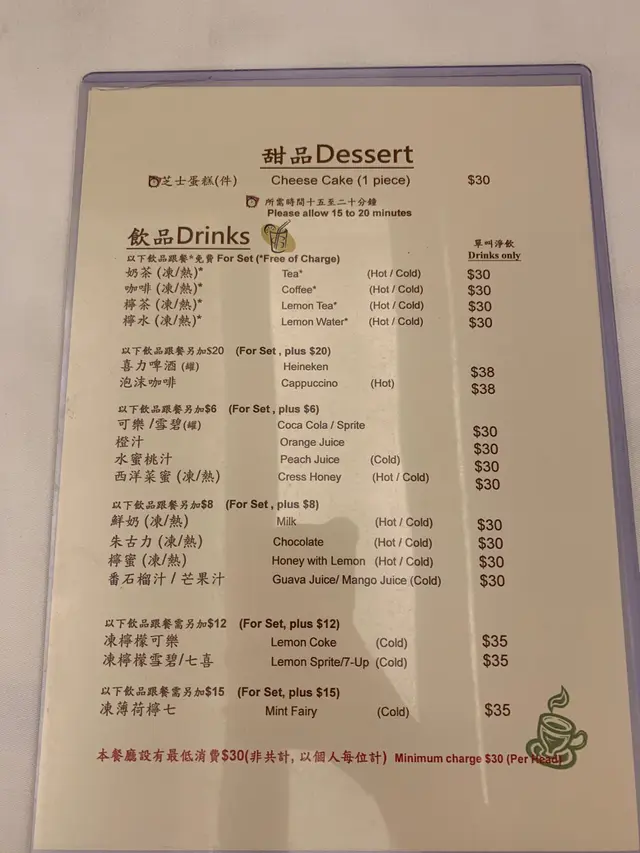 甜品Dessert
芝士蛋糕(件) Cheese Cake (1 piece) $30
所需時間十五至二十分鐘
Please allow 15 to 20 minutes
飲品Drinks
單叫淨飲
Drinks only
以下飲品跟餐*免費 For Set (*Free of Charge)
奶茶 (凍/熱)* Tea* (Hot / Cold) $30
咖啡 (凍/熱)* Coffee* (Hot / Cold) $30
檸茶 (凍/熱)* Lemon Tea* (Hot / Cold) $30
檸水 (凍/熱)* Lemon Water* (Hot / Cold) $30
以下飲品跟餐另加$20 (For Set , plus $20)
喜力啤酒 (罐) Heineken $38
泡沫咖啡 Cappuccino (Hot) $38
以下飲品跟餐另加$6 (For Set , plus $6)
可樂 /雪碧(罐) Coca Cola / Sprite $30
橙汁 Orange Juice $30
水蜜桃汁 Peach Juice (Cold) $30
西洋菜蜜 (凍/熱) Cress Honey (Hot / Cold) $30
以下飲品跟餐另加$8 (For Set , plus $8)
鮮奶 (凍/熱) Milk (Hot / Cold) $30
朱古力 (凍/熱) Chocolate (Hot / Cold) $30
檸蜜 (凍/熱) Honey with Lemon (Hot / Cold) $30
番石榴汁 / 芒果汁 Guava Juice/ Mango Juice (Cold) $30
以下飲品跟餐需另加$12 (For Set, plus $12)
凍檸檬可樂 Lemon Coke (Cold) $35
凍檸檬雪碧/七喜 Lemon Sprite/7-Up (Cold) $35
以下飲品跟餐需另加$15 (For Set, plus $15)
凍薄荷檸七 Mint Fairy (Cold) $35
本餐廳設有最低消費$30(非共計, 以個人每位計) Minimum charge $30 (Per Head)